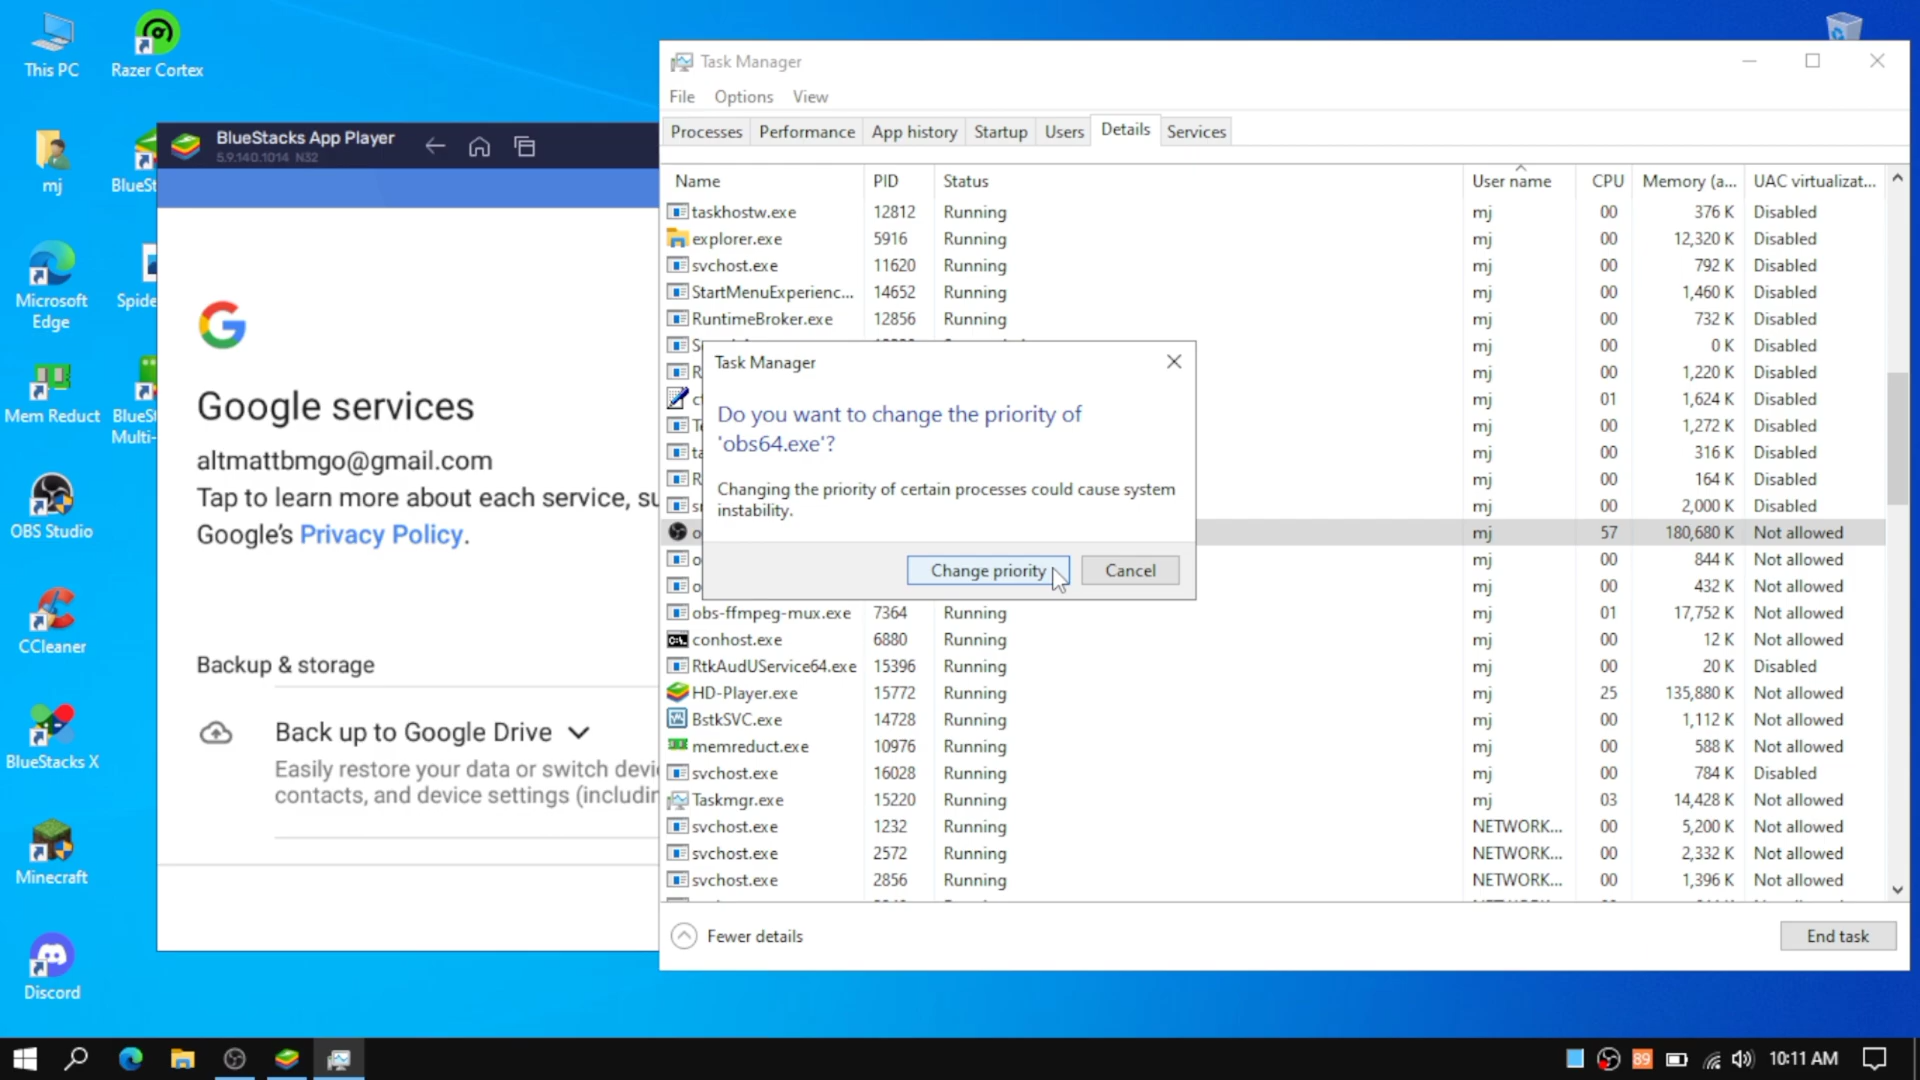 This PC
Razer Cortex
mj
BlueSt
Microsoft
Edge
Spide
Mem Reduct
BlueSt
Multi-
OBS Studio
CCleaner
BlueStacks X
Minecraft
Discord
BlueStacks App Player
5.9.140.1014 N32
Google services
altmattbmgo@gmail.com
Tap to learn more about each service, su
Google's Privacy Policy.
Backup & storage
Back up to Google Drive
Easily restore your data or switch devi
contacts, and device settings (includin
Task Manager
File Options View
Processes Performance App history Startup Users Details Services
Name PID Status User name CPU Memory (a... UAC virtualizat...
taskhostw.exe 12812 Running mj 00 376 K Disabled
explorer.exe 5916 Running mj 00 12,320 K Disabled
svchost.exe 11620 Running mj 00 792 K Disabled
StartMenuExperienc... 14652 Running mj 00 1,460 K Disabled
RuntimeBroker.exe 12856 Running mj 00 732 K Disabled
mj 00 0 K Disabled
mj 00 1,220 K Disabled
mj 01 1,624 K Disabled
mj 00 1,272 K Disabled
mj 00 316 K Disabled
mj 00 164 K Disabled
mj 00 2,000 K Disabled
mj 57 180,680 K Not allowed
mj 00 844 K Not allowed
mj 00 432 K Not allowed
Task Manager
Do you want to change the priority of
'obs64.exe'?
Changing the priority of certain processes could cause system
instability.
Change priority Cancel
obs-ffmpeg-mux.exe 7364 Running mj 01 17,752 K Not allowed
conhost.exe 6880 Running mj 00 12 K Not allowed
RtkAudUService64.exe 15396 Running mj 00 20 K Disabled
HD-Player.exe 15772 Running mj 25 135,880 K Not allowed
BstkSVC.exe 14728 Running mj 00 1,112 K Not allowed
memreduct.exe 10976 Running mj 00 588 K Not allowed
svchost.exe 16028 Running mj 00 784 K Disabled
Taskmgr.exe 15220 Running mj 03 14,428 K Not allowed
svchost.exe 1232 Running NETWORK... 00 5,200 K Not allowed
svchost.exe 2572 Running NETWORK... 00 2,332 K Not allowed
svchost.exe 2856 Running NETWORK... 00 1,396 K Not allowed
Fewer details
End task
89
10:11 AM